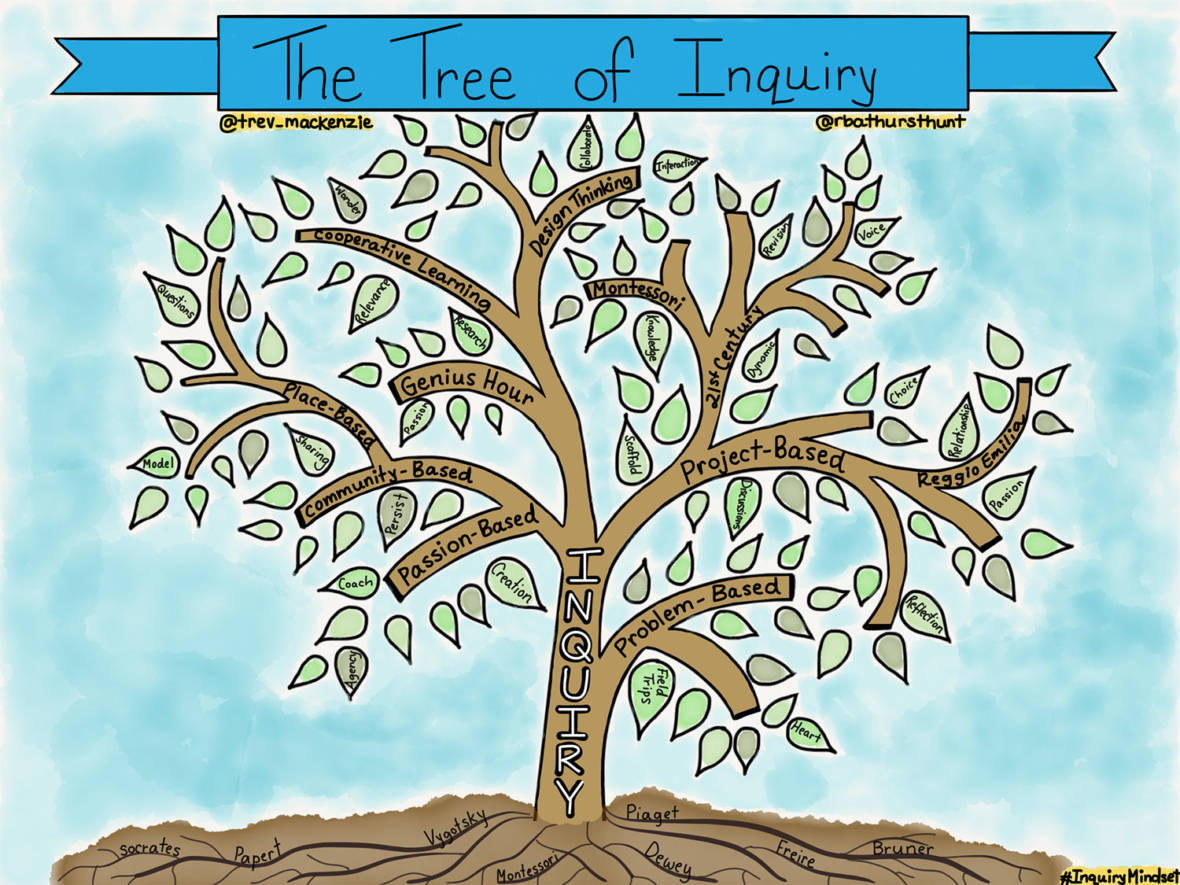 The Tree of Inquiry
@trev_mackenzie
@rbathursthunt
Collaborate
Interaction
Wonder
Design Thinking
Cooperative Learning
Revision
Voice
Questions
Relevance
Montessori
Research
Knowledge
21st Century
Dynamic
Genius Hour
Choice
Place-Based
Passion
Relationship
Sharing
Scaffold
Reggio Emilia
Model
Community-Based
Project-Based
Passion
Persist
Discussions
Passion-Based
Coach
Creation
INQUIRY
Problem-Based
Reflection
Agency
Field
Trips
Heart
Socrates
Papert
Vygotsky
Montessori
Piaget
Dewey
Freire
Bruner
#InquiryMindset